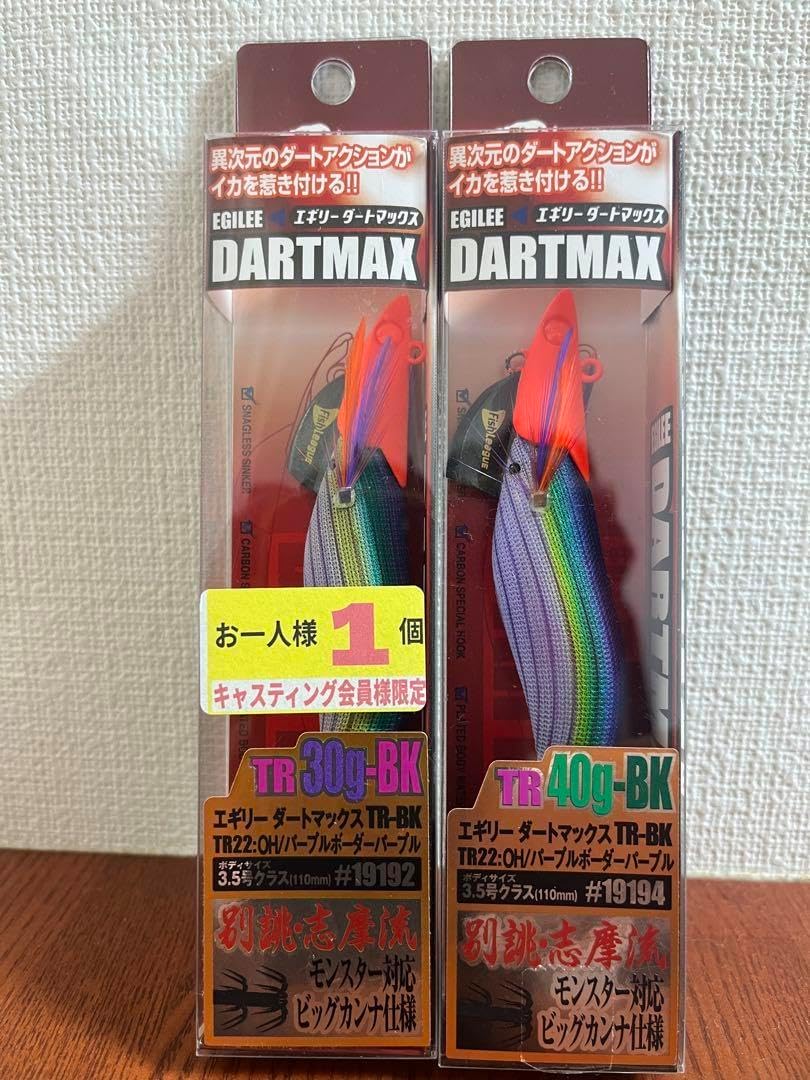 異次元のダートアクションが
イカを惹き付ける!!
EGILEE エギリーダートマックス
DARTMAX
FishLeague
SNAGLESS SINKER
CARBON S
お一人様 1 個
キャスティング会員様限定
TR 30g-BK
エギリー ダートマックス TR-BK
TR22:OH/パープルボーダーパープル
ボディサイズ
3.5号クラス(110mm) #19192
別誂・志摩流
モンスター対応
ビッグカンナ仕様
異次元のダートアクションが
イカを惹き付ける!!
EGILEE エギリーダートマックス
DARTMAX
FishLeague
CARBON SPECIAL HOOK
PLATED BODY
TR 40g-BK
エギリー ダートマックス TR-BK
TR22:OH/パープルボーダーパープル
ボディサイズ
3.5号クラス(110mm) #19194
別誂・志摩流
モンスター対応
ビッグカンナ仕様